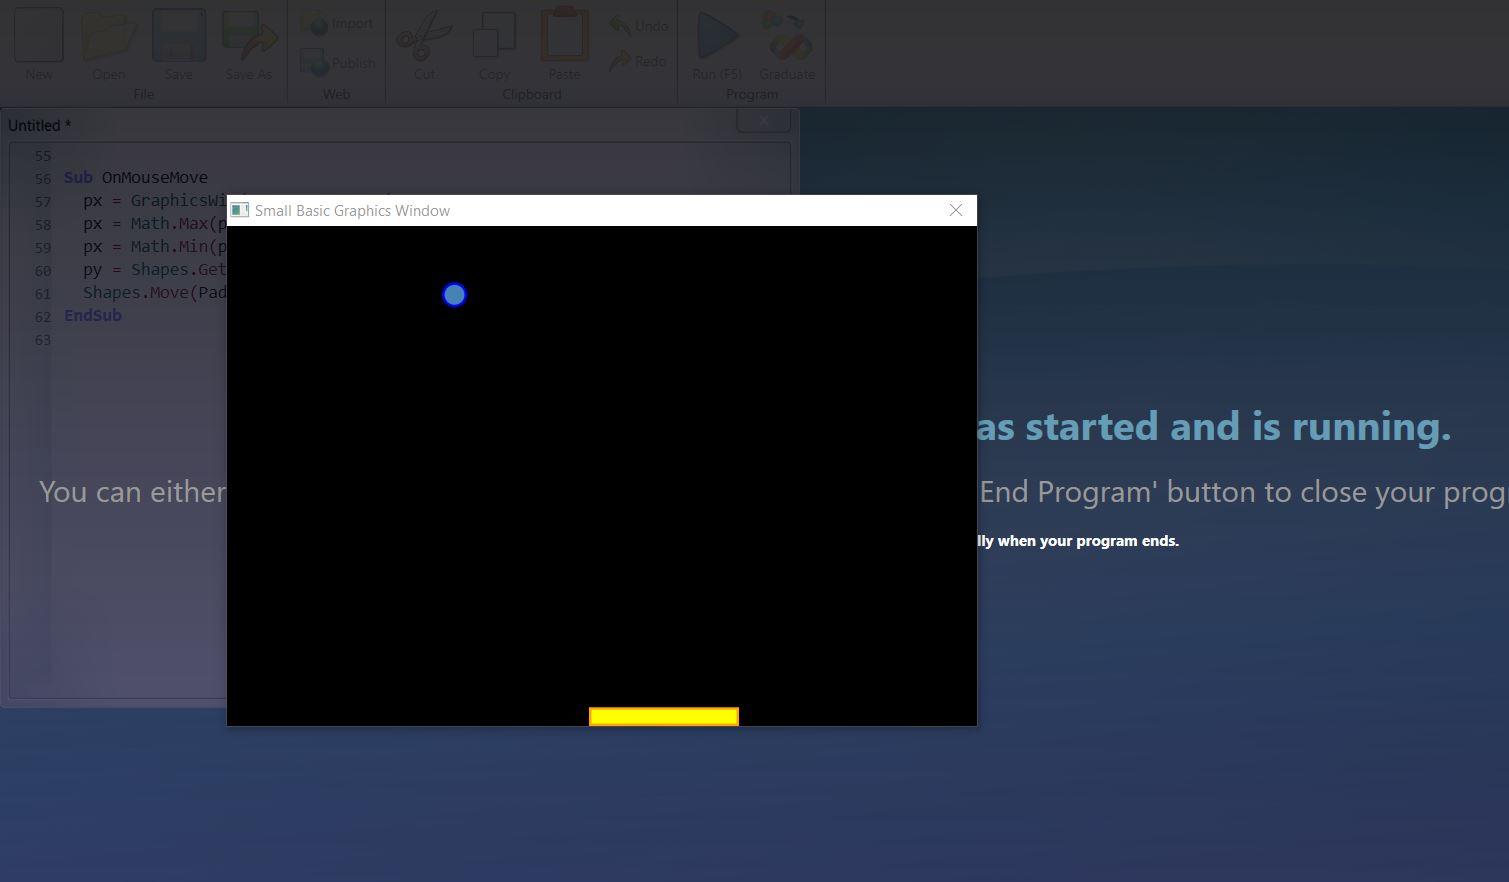 Import
Undo
Publish
Redo
New
Open
Save
Save As
Cut
Copy
Paste
Run (F5)
Graduate
File
Web
Clipboard
Program
Untitled *
x
55
56 Sub OnMouseMove
57 px = GraphicsWi
58 px = Math.Max(p
59 px = Math.Min(p
60 py = Shapes.Get
61 Shapes.Move(Pad
62 EndSub
63
Small Basic Graphics Window
as started and is running.
You can either
End Program' button to close your prog
lly when your program ends.